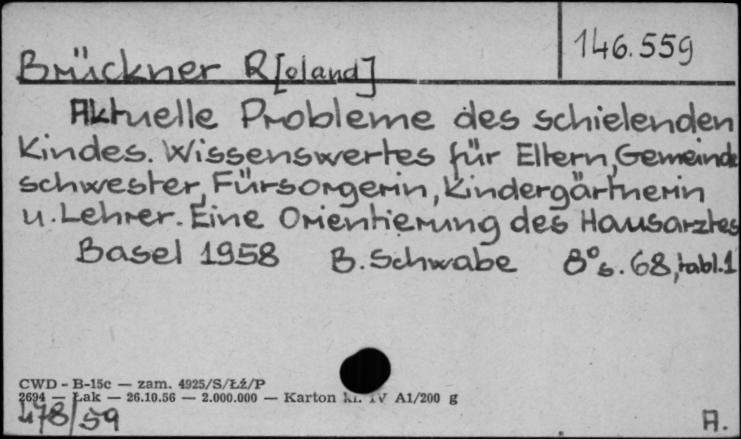 146.559
Brückner R[oland]
Aktuelle Probleme des schielenden
Kindes. Wissenswertes für Eltern, Gemeinde
schwester, Fürsorgerin, Kindergärtnerin
u. Lehrer. Eine Orientierung des Hausarztes
Basel 1958 B. Schwabe 8° s. 68, tabl. 1
CWD - B-15c — zam. 4925/S/Łź/P
2694 — Łak — 26.10.56 — 2.000.000 — Karton kl. IV A1/200 g
478/59
A.